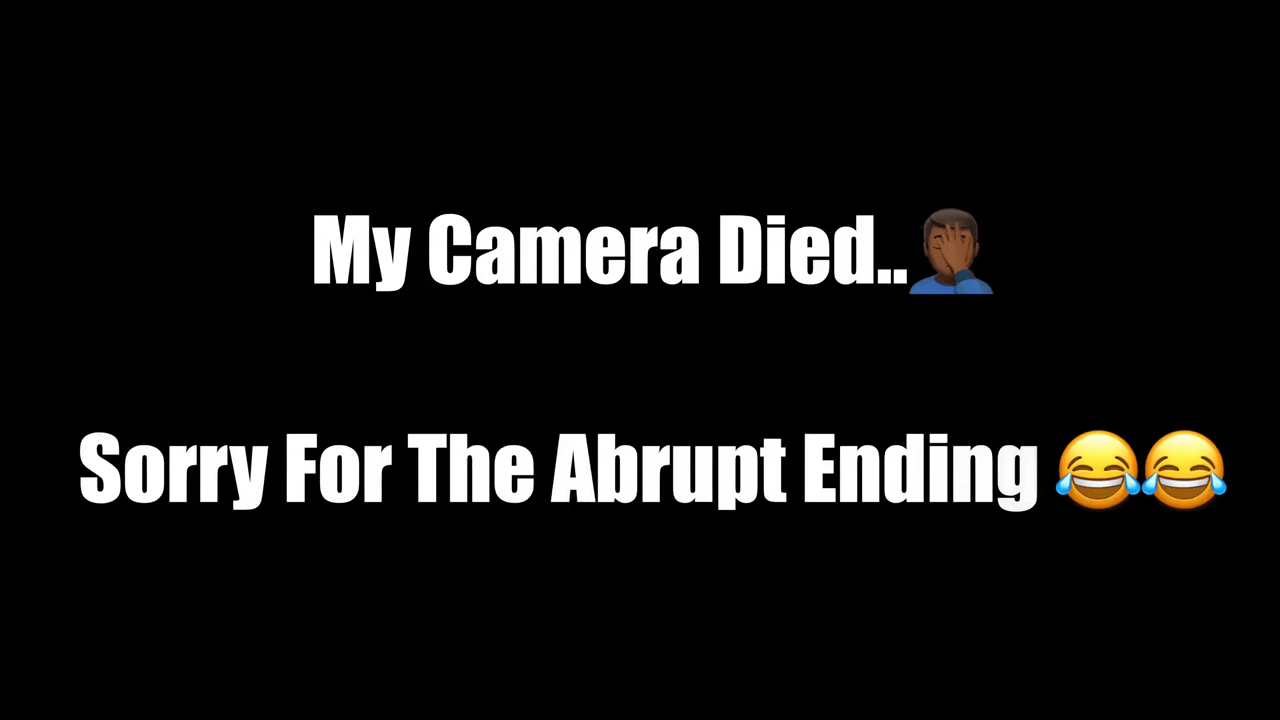 My Camera Died..🤦🏾‍♂️
Sorry For The Abrupt Ending 😂😂